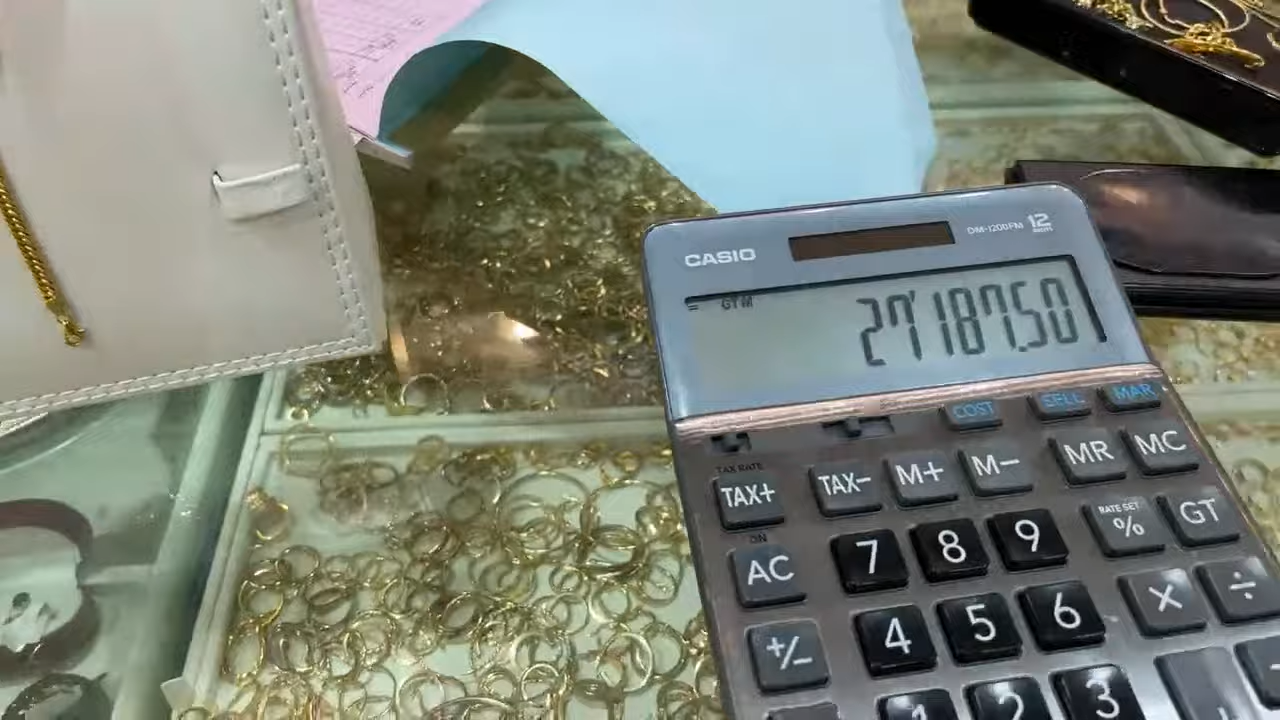 CASIO
DM-1200FM 12
= GT M
27'187.50
COST SELL MAR
TAX RATE
TAX+ TAX- M+ M- MR MC
ON
AC 7 8 9 RATE SET % GT
+/- 4 5 6 × ÷
1 2 3